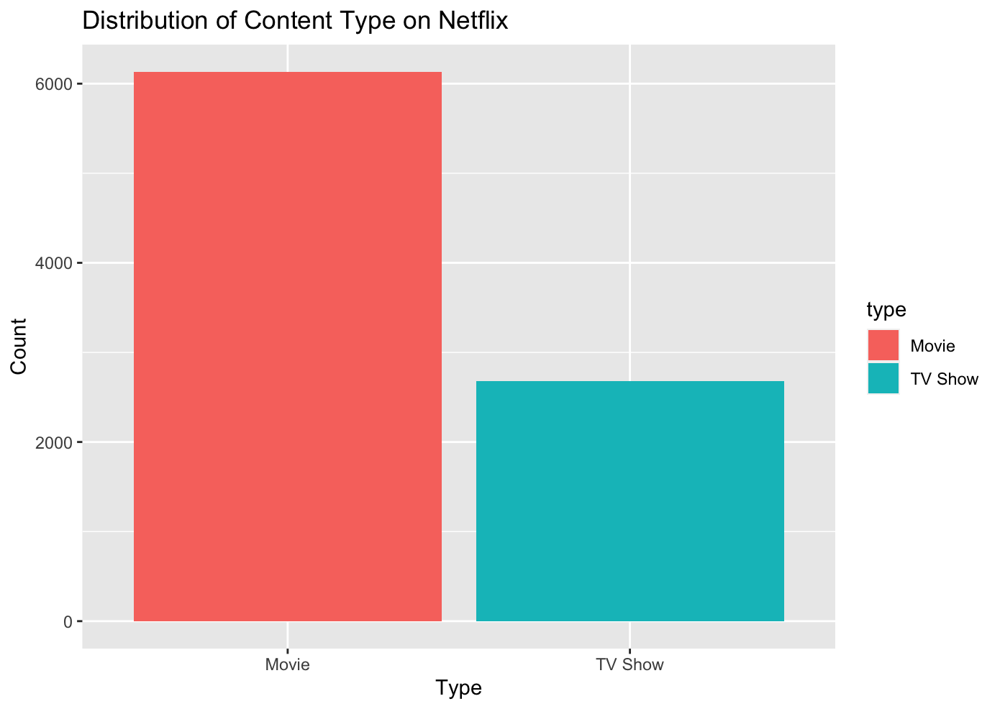 Distribution of Content Type on Netflix
6000
4000
2000
0
Count
Movie
TV Show
Type
type
Movie
TV Show